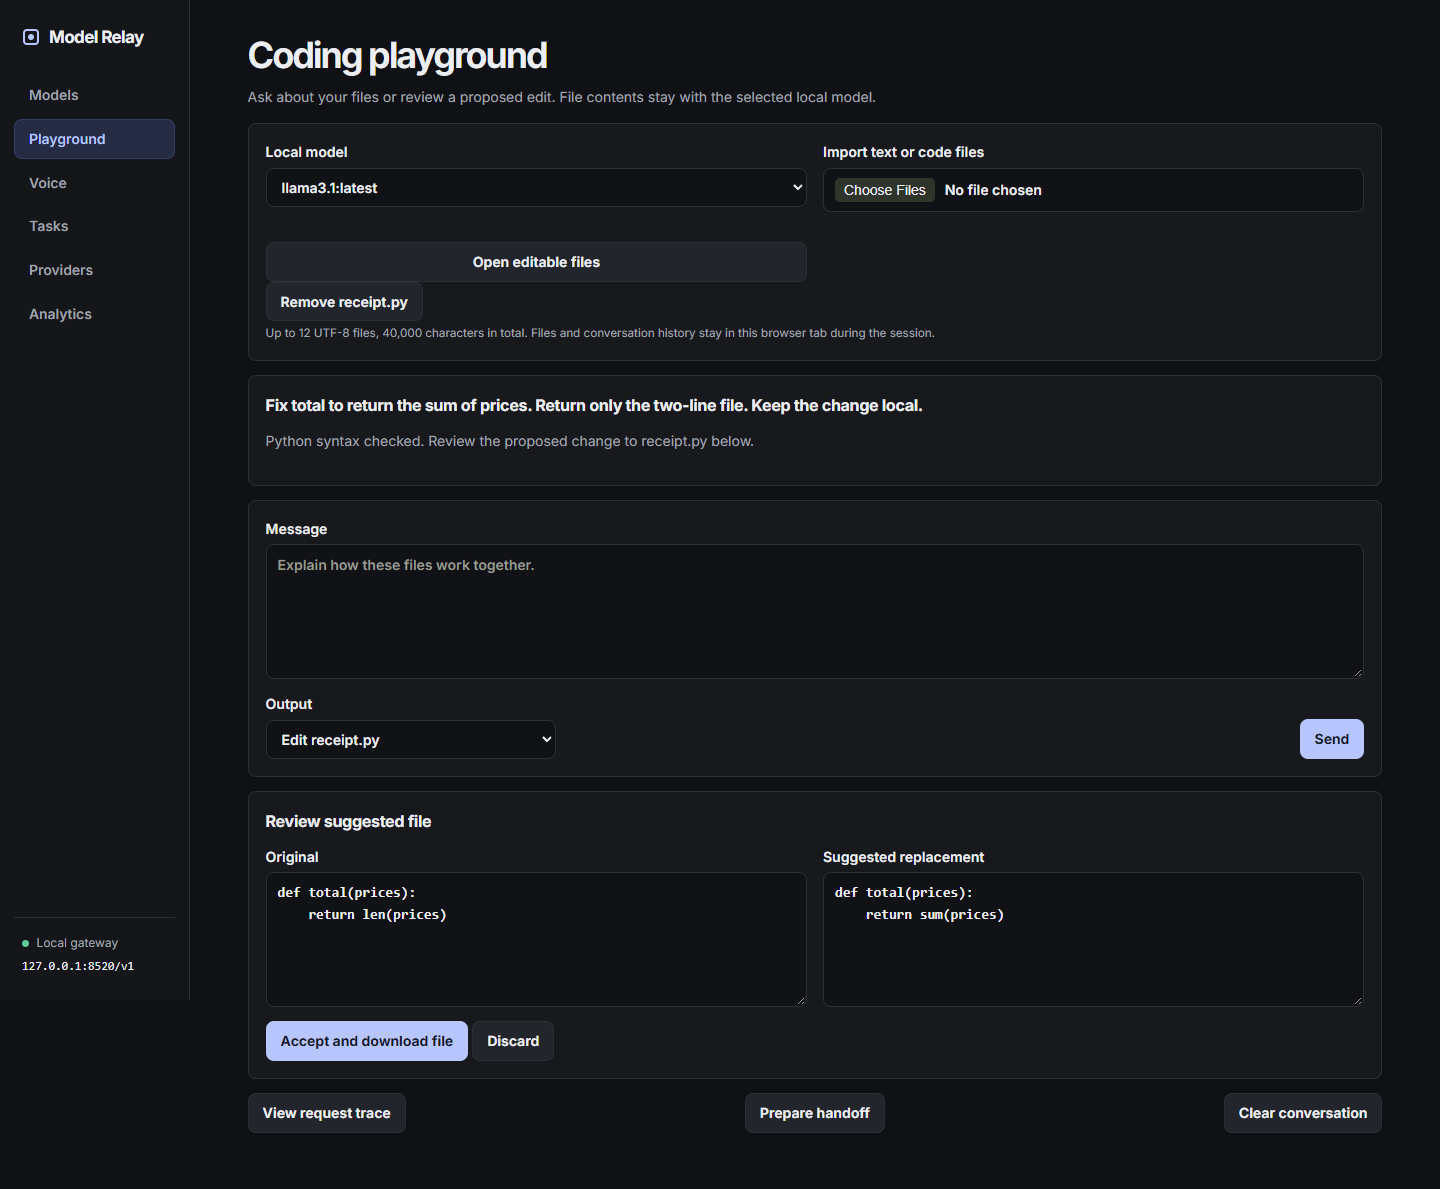 Model Relay
Models
Playground
Voice
Tasks
Providers
Analytics
Local gateway
127.0.0.1:8520/v1
Coding playground
Ask about your files or review a proposed edit. File contents stay with the selected local model.
Local model
llama3.1:latest
Import text or code files
Choose Files No file chosen
Open editable files
Remove receipt.py
Up to 12 UTF-8 files, 40,000 characters in total. Files and conversation history stay in this browser tab during the session.
Fix total to return the sum of prices. Return only the two-line file. Keep the change local.
Python syntax checked. Review the proposed change to receipt.py below.
Message
Explain how these files work together.
Output
Edit receipt.py
Send
Review suggested file
Original
def total(prices):
    return len(prices)
Suggested replacement
def total(prices):
    return sum(prices)
Accept and download file
Discard
View request trace
Prepare handoff
Clear conversation